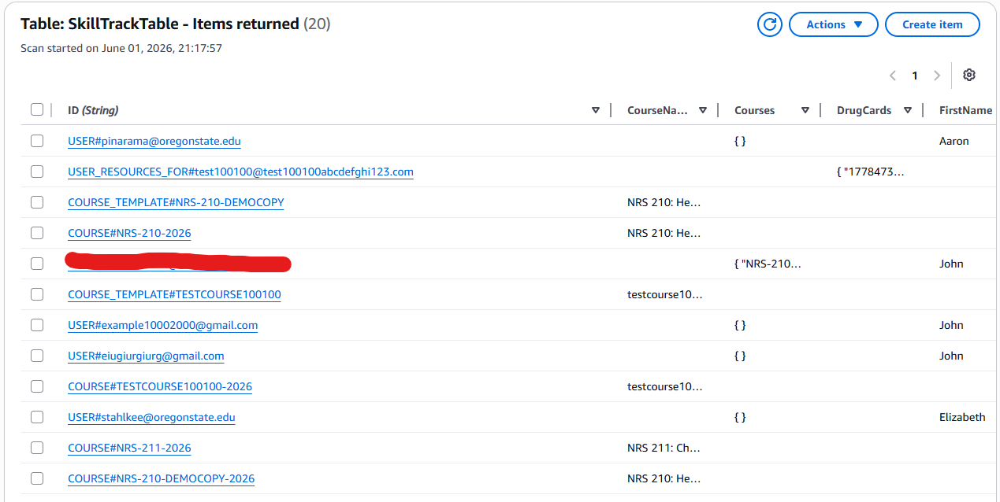 Table: SkillTrackTable - Items returned (20)
Actions
Create item
Scan started on June 01, 2026, 21:17:57
1
ID (String) CourseNa... Courses DrugCards FirstName
USER#pinarama@oregonstate.edu { } Aaron
USER_RESOURCES_FOR#test100100@test100100abcdefghi123.com { "1778473...
COURSE_TEMPLATE#NRS-210-DEMOCOPY NRS 210: He...
COURSE#NRS-210-2026 NRS 210: He...
{ "NRS-210... John
COURSE_TEMPLATE#TESTCOURSE100100 testcourse10...
USER#example10002000@gmail.com { } John
USER#eiugiurgiurg@gmail.com { } John
COURSE#TESTCOURSE100100-2026 testcourse10...
USER#stahlkee@oregonstate.edu { } Elizabeth
COURSE#NRS-211-2026 NRS 211: Ch...
COURSE#NRS-210-DEMOCOPY-2026 NRS 210: He...